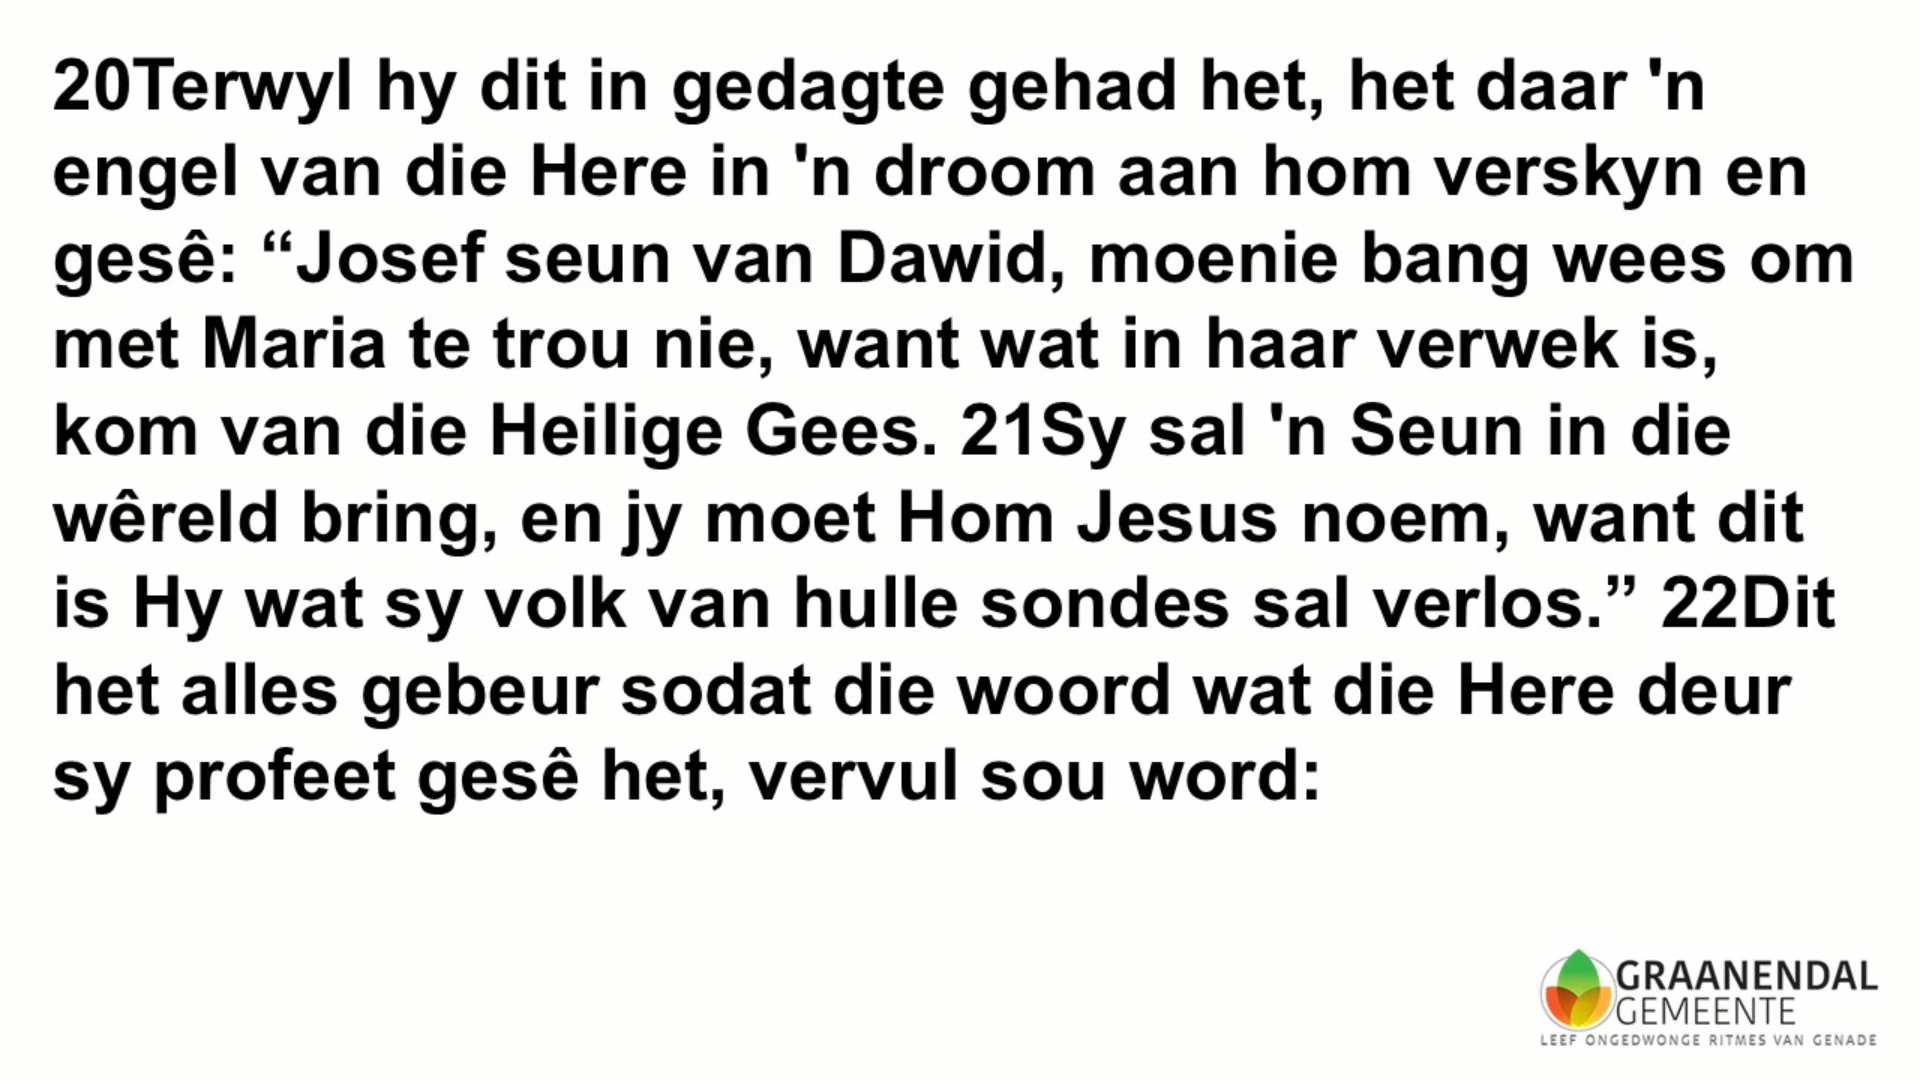 20Terwyl hy dit in gedagte gehad het, het daar 'n
engel van die Here in 'n droom aan hom verskyn en
gesê: “Josef seun van Dawid, moenie bang wees om
met Maria te trou nie, want wat in haar verwek is,
kom van die Heilige Gees. 21Sy sal 'n Seun in die
wêreld bring, en jy moet Hom Jesus noem, want dit
is Hy wat sy volk van hulle sondes sal verlos.” 22Dit
het alles gebeur sodat die woord wat die Here deur
sy profeet gesê het, vervul sou word:
GRAANENDAL
GEMEENTE
LEEF ONGEDWONGE RITMES VAN GENADE